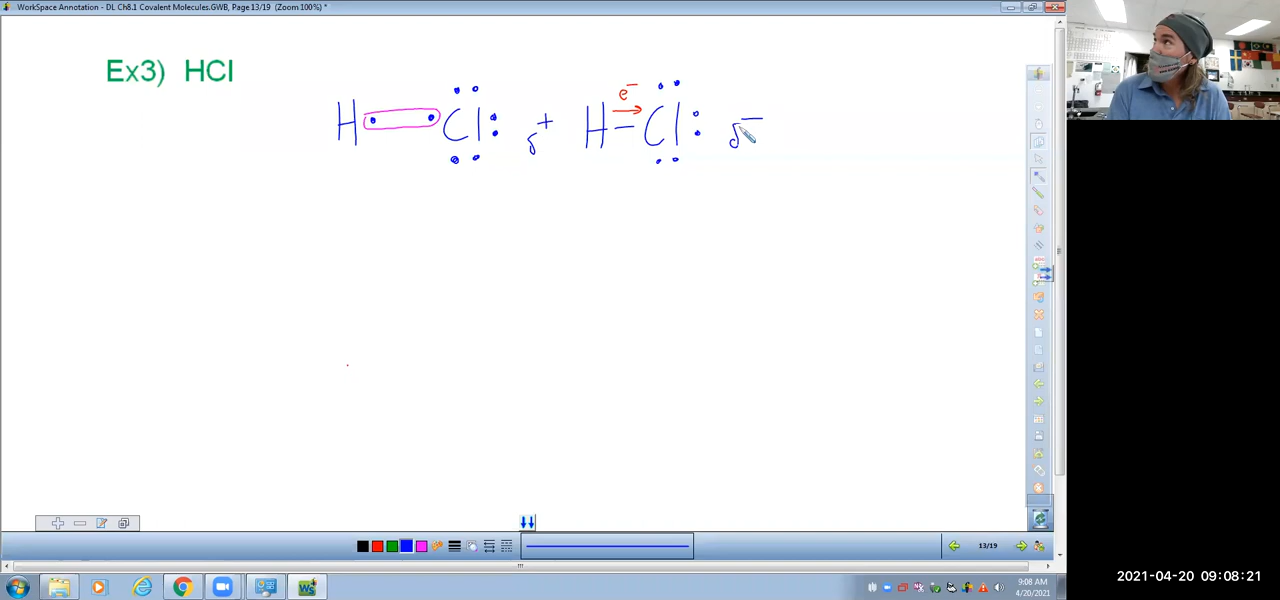 WorkSpace Annotation - DL Ch8.1 Covalent Molecules.GWB, Page 13/19 (Zoom 100%) *
Ex3) HCl
e⁻
H Cl δ⁺ H–Cl δ⁻
13/19
9:08 AM
4/20/2021
2021-04-20 09:08:21